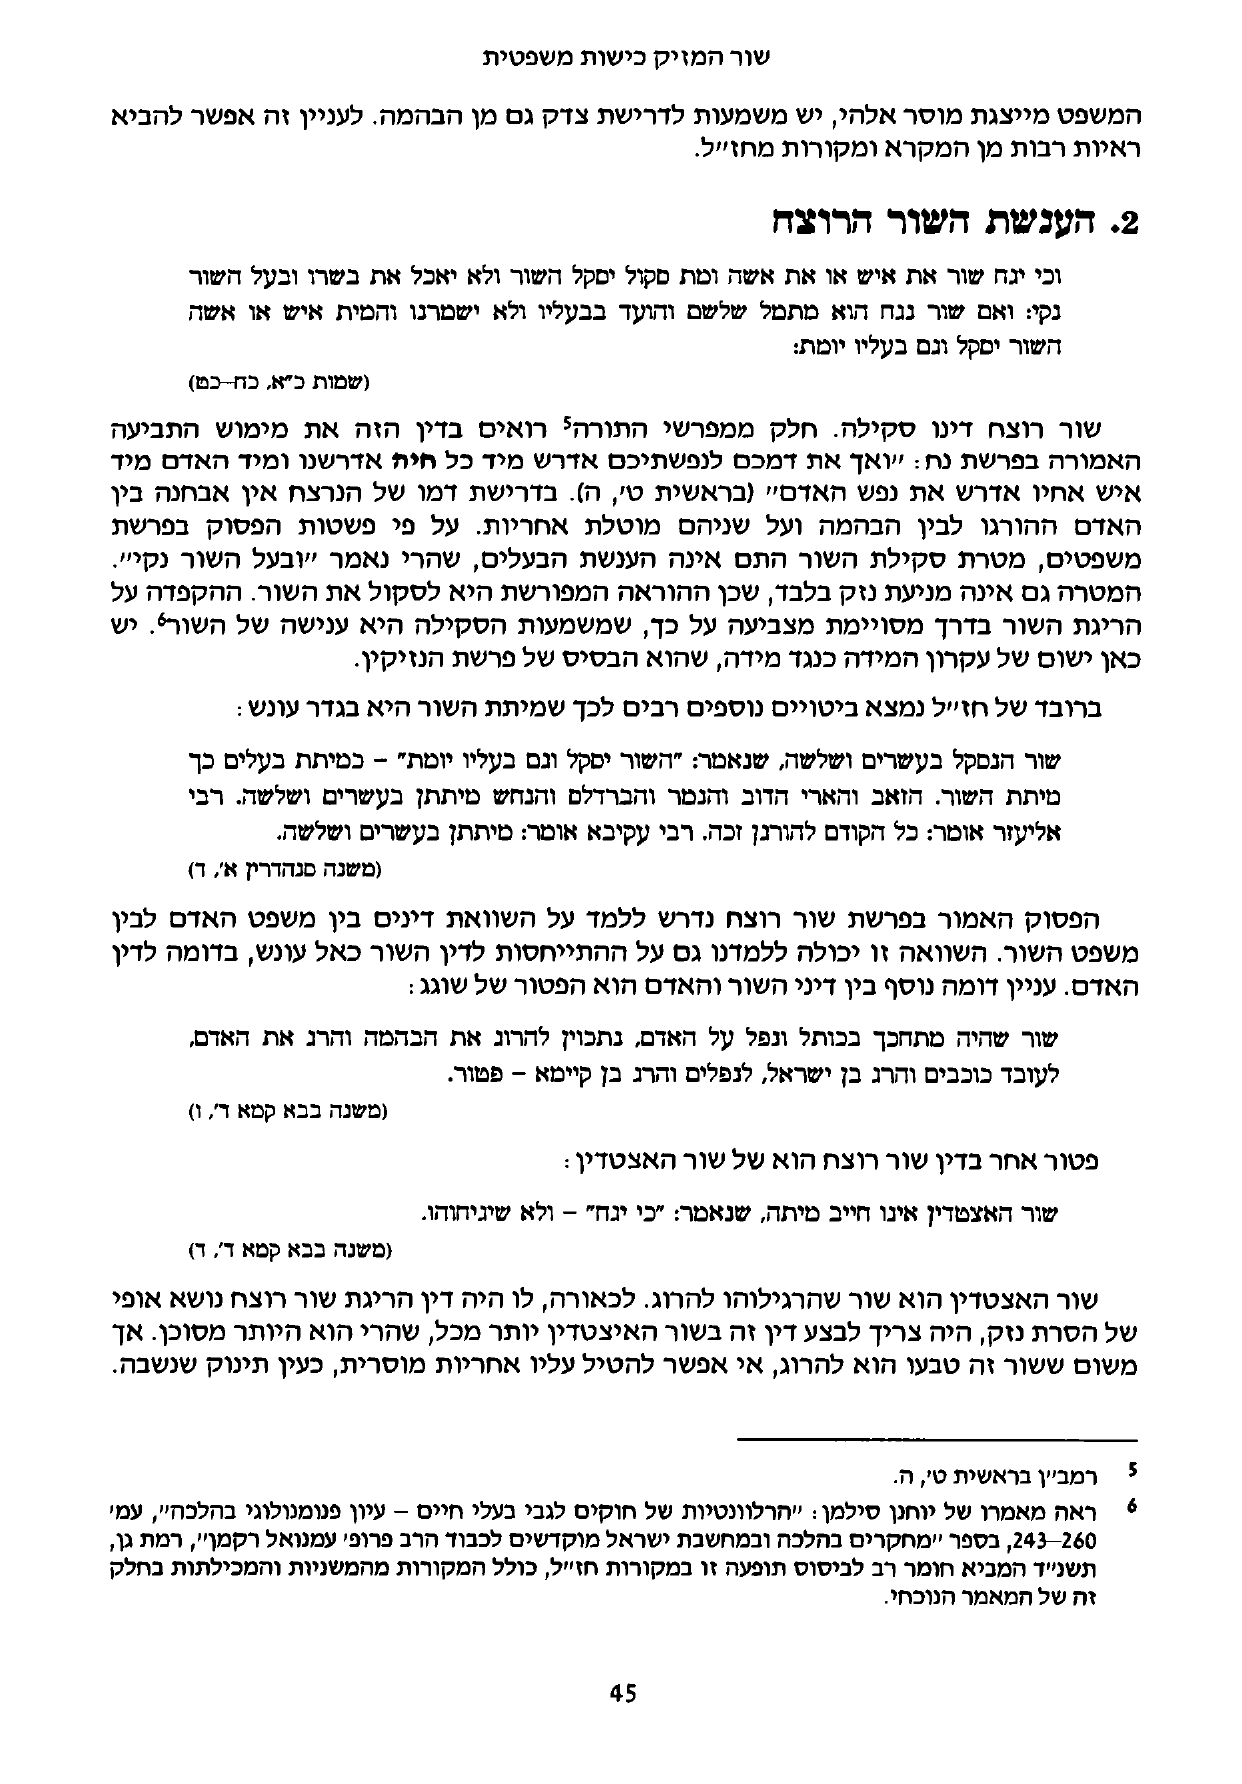 שור המזיק כישות משפטית
המשפט מייצגת מוסר אלהי, יש משמעות לדרישת צדק גם מן הבהמה. לעניין זה אפשר להביא
ראיות רבות מן המקרא ומקורות מחז״ל.
2. הענשת השור הרוצח
וכי יגח שור את איש או את אשה ומת סקול יסקל השור ולא יאכל את בשרו ובעל השור
נקי: ואם שור נגח הוא מתמל שלשם והועד בבעליו ולא ישמרנו והמית איש או אשה
השור יסקל וגם בעליו יומת:
(שמות כ״א, כח–כט)
שור רוצח דינו סקילה. חלק ממפרשי התורה5 רואים בדין הזה את מימוש התביעה
האמורה בפרשת נח: ״ואך את דמכם לנפשתיכם אדרש מיד כל חיה אדרשנו ומיד האדם מיד
איש אחיו אדרש את נפש האדם״ (בראשית ט׳, ה). בדרישת דמו של הנרצח אין אבחנה בין
האדם ההורגו לבין הבהמה ועל שניהם מוטלת אחריות. על פי פשטות הפסוק בפרשת
משפטים, מטרת סקילת השור התם אינה הענשת הבעלים, שהרי נאמר ״ובעל השור נקי״.
המטרה גם אינה מניעת נזק בלבד, שכן ההוראה המפורשת היא לסקול את השור. ההקפדה על
הריגת השור בדרך מסויימת מצביעה על כך, שמשמעות הסקילה היא ענישה של השור6. יש
כאן ישום של עקרון המידה כנגד מידה, שהוא הבסיס של פרשת הנזיקין.
ברובד של חז״ל נמצא ביטויים נוספים רבים לכך שמיתת השור היא בגדר עונש:
שור הנסקל בעשרים ושלשה, שנאמר: ״השור יסקל וגם בעליו יומת״ – כמיתת בעלים כך
מיתת השור. הזאב והארי הדוב והנמר והברדלס והנחש מיתתן בעשרים ושלשה. רבי
אליעזר אומר: כל הקודם להורגן זכה. רבי עקיבא אומר: מיתתן בעשרים ושלשה.
(משנה סנהדרין א׳, ד)
הפסוק האמור בפרשת שור רוצח נדרש ללמד על השוואת דינים בין משפט האדם לבין
משפט השור. השוואה זו יכולה ללמדנו גם על ההתייחסות לדין השור כאל עונש, בדומה לדין
האדם. עניין דומה נוסף בין דיני השור והאדם הוא הפטור של שוגג:
שור שהיה מתחכך בכותל ונפל על האדם, נתכוין להרוג את הבהמה והרג את האדם,
לעובד כוכבים והרג בן ישראל, לנפלים והרג בן קיימא – פטור.
(משנה בבא קמא ד׳, ו)
פטור אחר בדין שור רוצח הוא של שור האצטדין:
שור האצטדין אינו חייב מיתה, שנאמר: ״כי יגח״ – ולא שיגיחוהו.
(משנה בבא קמא ד׳, ד)
שור האצטדין הוא שור שהרגילוהו להרוג. לכאורה, לו היה דין הריגת שור רוצח נושא אופי
של הסרת נזק, היה צריך לבצע דין זה בשור האיצטדין יותר מכל, שהרי הוא היותר מסוכן. אך
משום ששור זה טבעו הוא להרוג, אי אפשר להטיל עליו אחריות מוסרית, כעין תינוק שנשבה.
5 רמב״ן בראשית ט׳, ה.
6 ראה מאמרו של יוחנן סילמן: ״הרלוונטיות של חוקים לגבי בעלי חיים – עיון פנומנולוגי בהלכה״, עמ׳
243–260, בספר ״מחקרים בהלכה ובמחשבת ישראל מוקדשים לכבוד הרב פרופ׳ עמנואל רקמן״, רמת גן,
תשנ״ד המביא חומר רב לביסוס תופעה זו במקורות חז״ל, כולל המקורות מהמשניות והמכילתות בחלק
זה של המאמר הנוכחי.
45